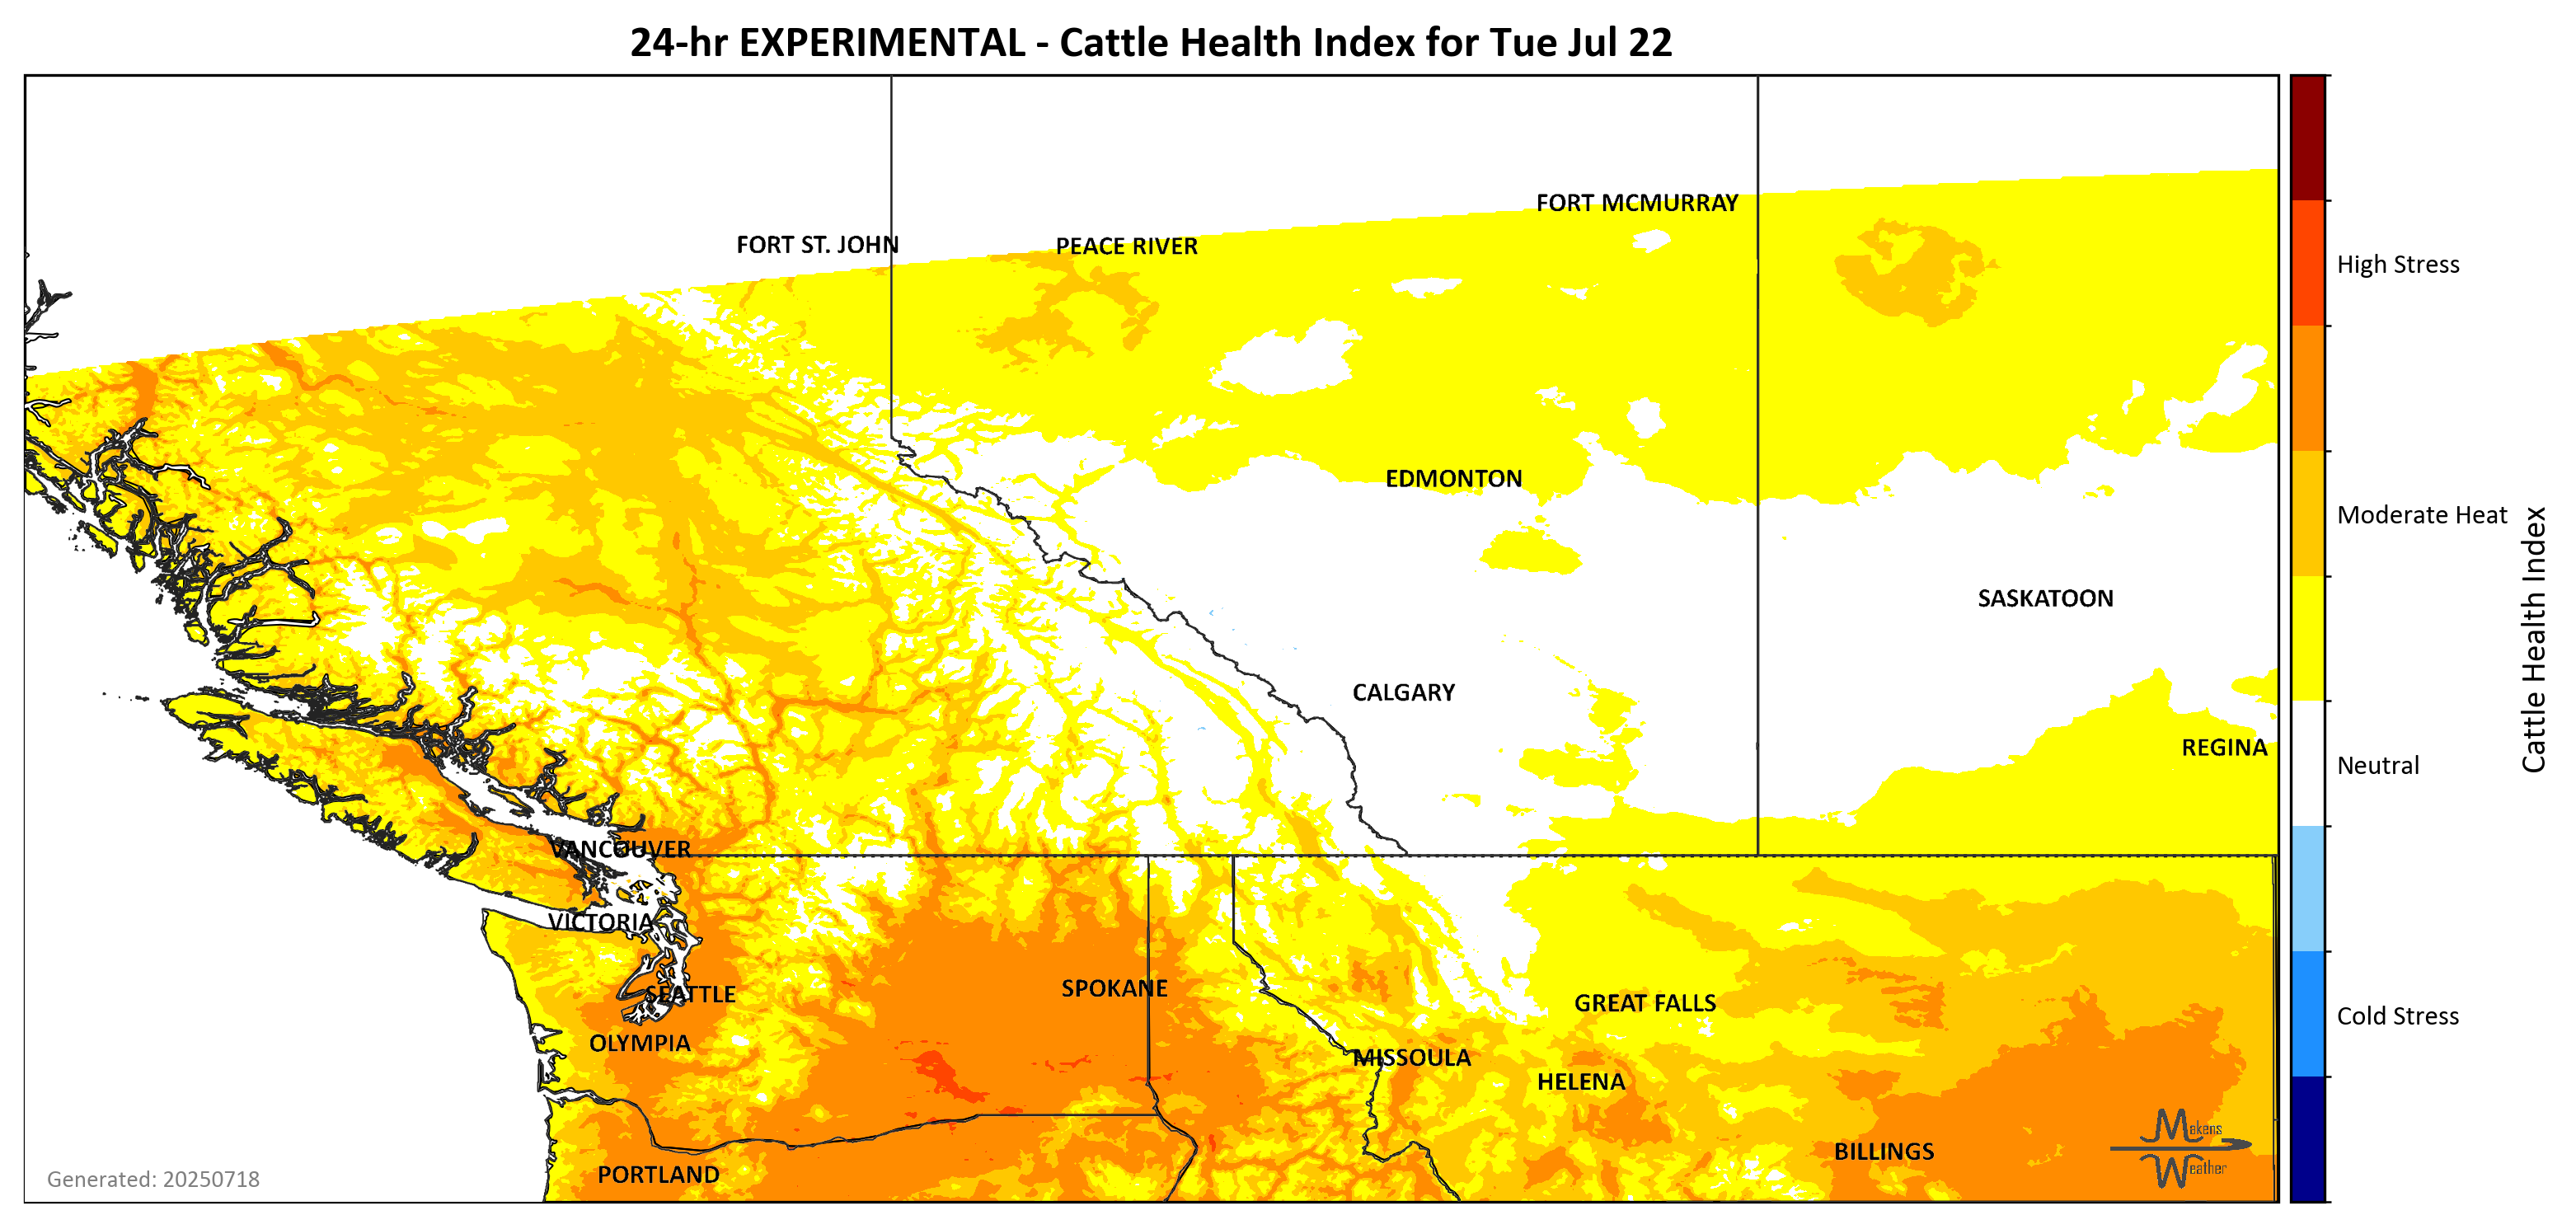 24-hr EXPERIMENTAL - Cattle Health Index for Tue Jul 22
FORT MCMURRAY
FORT ST. JOHN
PEACE RIVER
EDMONTON
SASKATOON
CALGARY
REGINA
VANCOUVER
VICTORIA
SEATTLE
SPOKANE
GREAT FALLS
OLYMPIA
MISSOULA
HELENA
BILLINGS
PORTLAND
Makens
Weather
Generated: 20250718
High Stress
Moderate Heat
Neutral
Cold Stress
Cattle Health Index